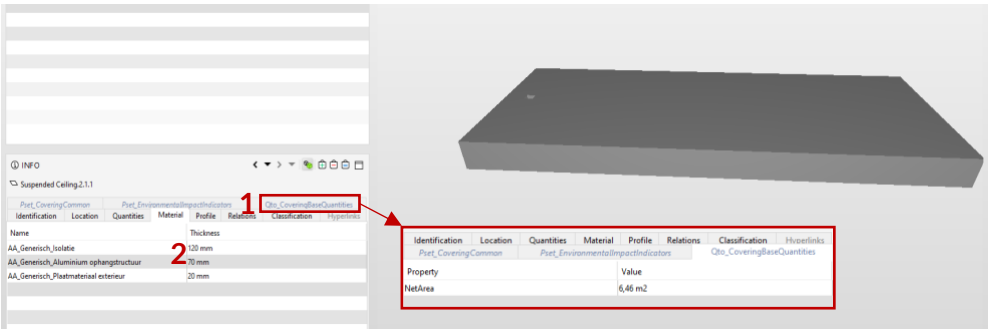 INFO
Suspended Ceiling.2.1.1
Pset_CoveringCommon Pset_EnvironmentalImpactIndicators Qto_CoveringBaseQuantities
1
Identification Location Quantities Material Profile Relations Classification Hyperlinks
Name Thickness
AA_Generisch_Isolatie 120 mm
2
AA_Generisch_Aluminium ophangstructuur 70 mm
AA_Generisch_Plaatmateriaal exterieur 20 mm
Identification Location Quantities Material Profile Relations Classification Hyperlinks
Pset_CoveringCommon Pset_EnvironmentalImpactIndicators Qto_CoveringBaseQuantities
Property Value
NetArea 6,46 m2